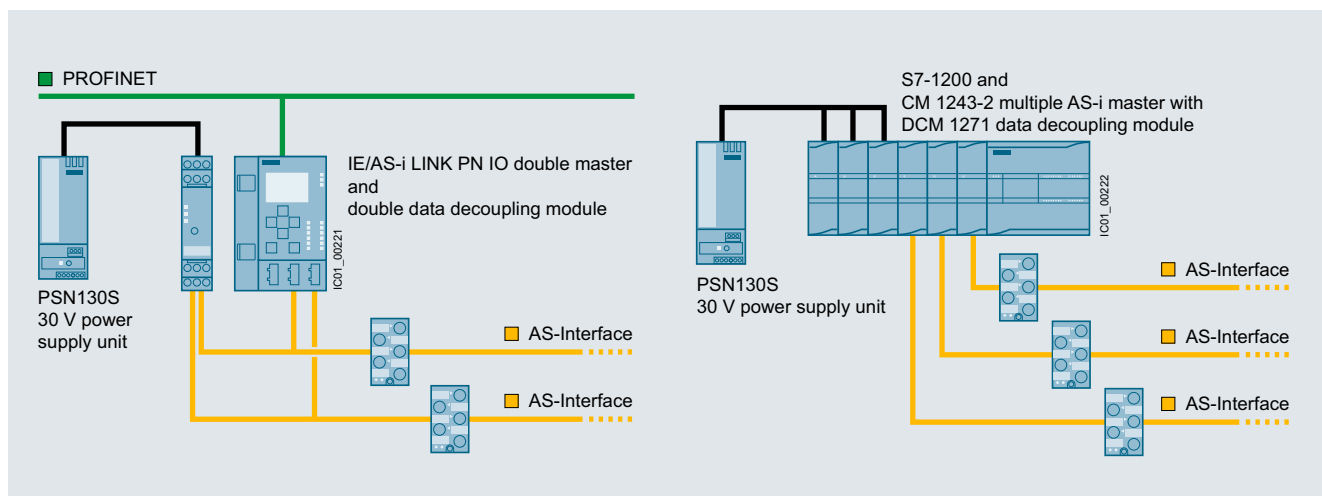 PROFINET
IE/AS-i LINK PN IO double master
and
double data decoupling module
IC01_00221
PSN130S
30 V power
supply unit
AS-Interface
AS-Interface
S7-1200 and
CM 1243-2 multiple AS-i master with
DCM 1271 data decoupling module
IC01_00222
PSN130S
30 V power supply unit
AS-Interface
AS-Interface
AS-Interface